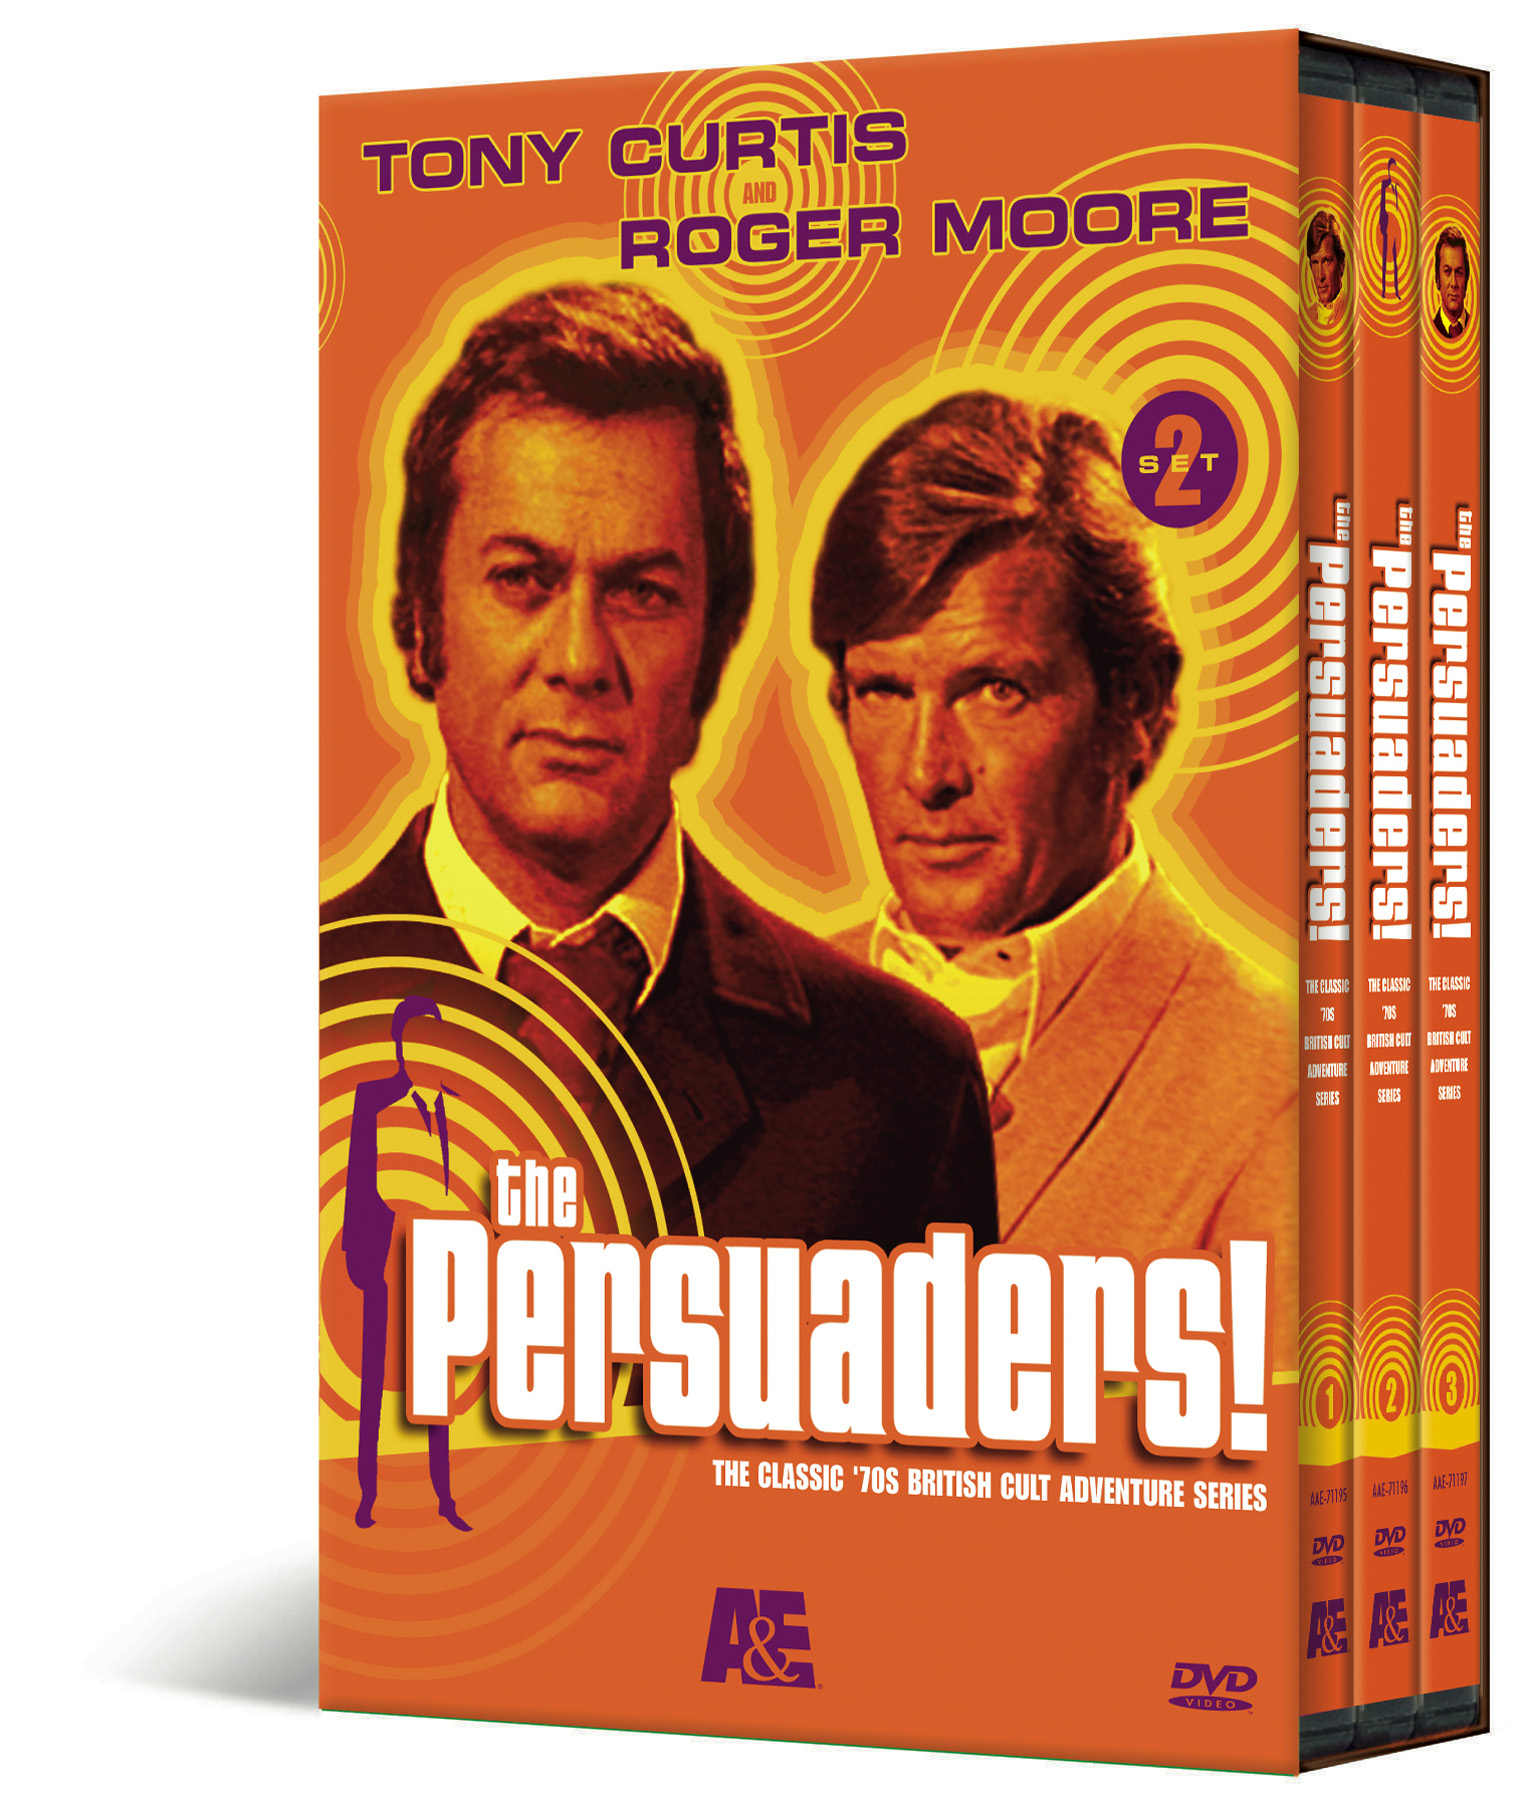 TONY CURTIS
AND
ROGER MOORE
2
SET
the
Persuaders!
THE CLASSIC '70S BRITISH CULT ADVENTURE SERIES
A&E
DVD
VIDEO
the Persuaders!
THE CLASSIC
'70S
BRITISH CULT
ADVENTURE
SERIES
1
AAE-71195
DVD
VIDEO
A&E
the Persuaders!
THE CLASSIC
'70S
BRITISH CULT
ADVENTURE
SERIES
2
AAE-71196
DVD
VIDEO
A&E
the Persuaders!
THE CLASSIC
'70S
BRITISH CULT
ADVENTURE
SERIES
3
AAE-71197
DVD
VIDEO
A&E